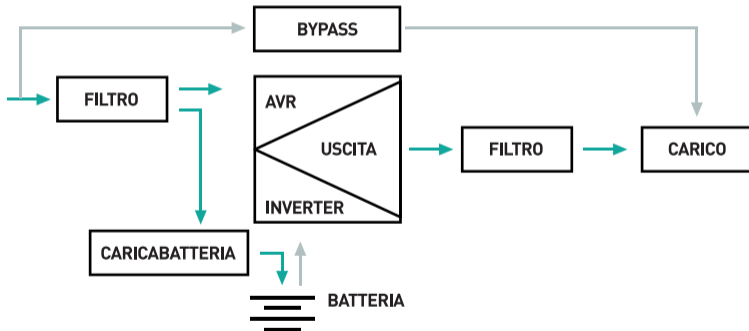 BYPASS
FILTRO
AVR
USCITA
INVERTER
FILTRO
CARICO
CARICABATTERIA
BATTERIA